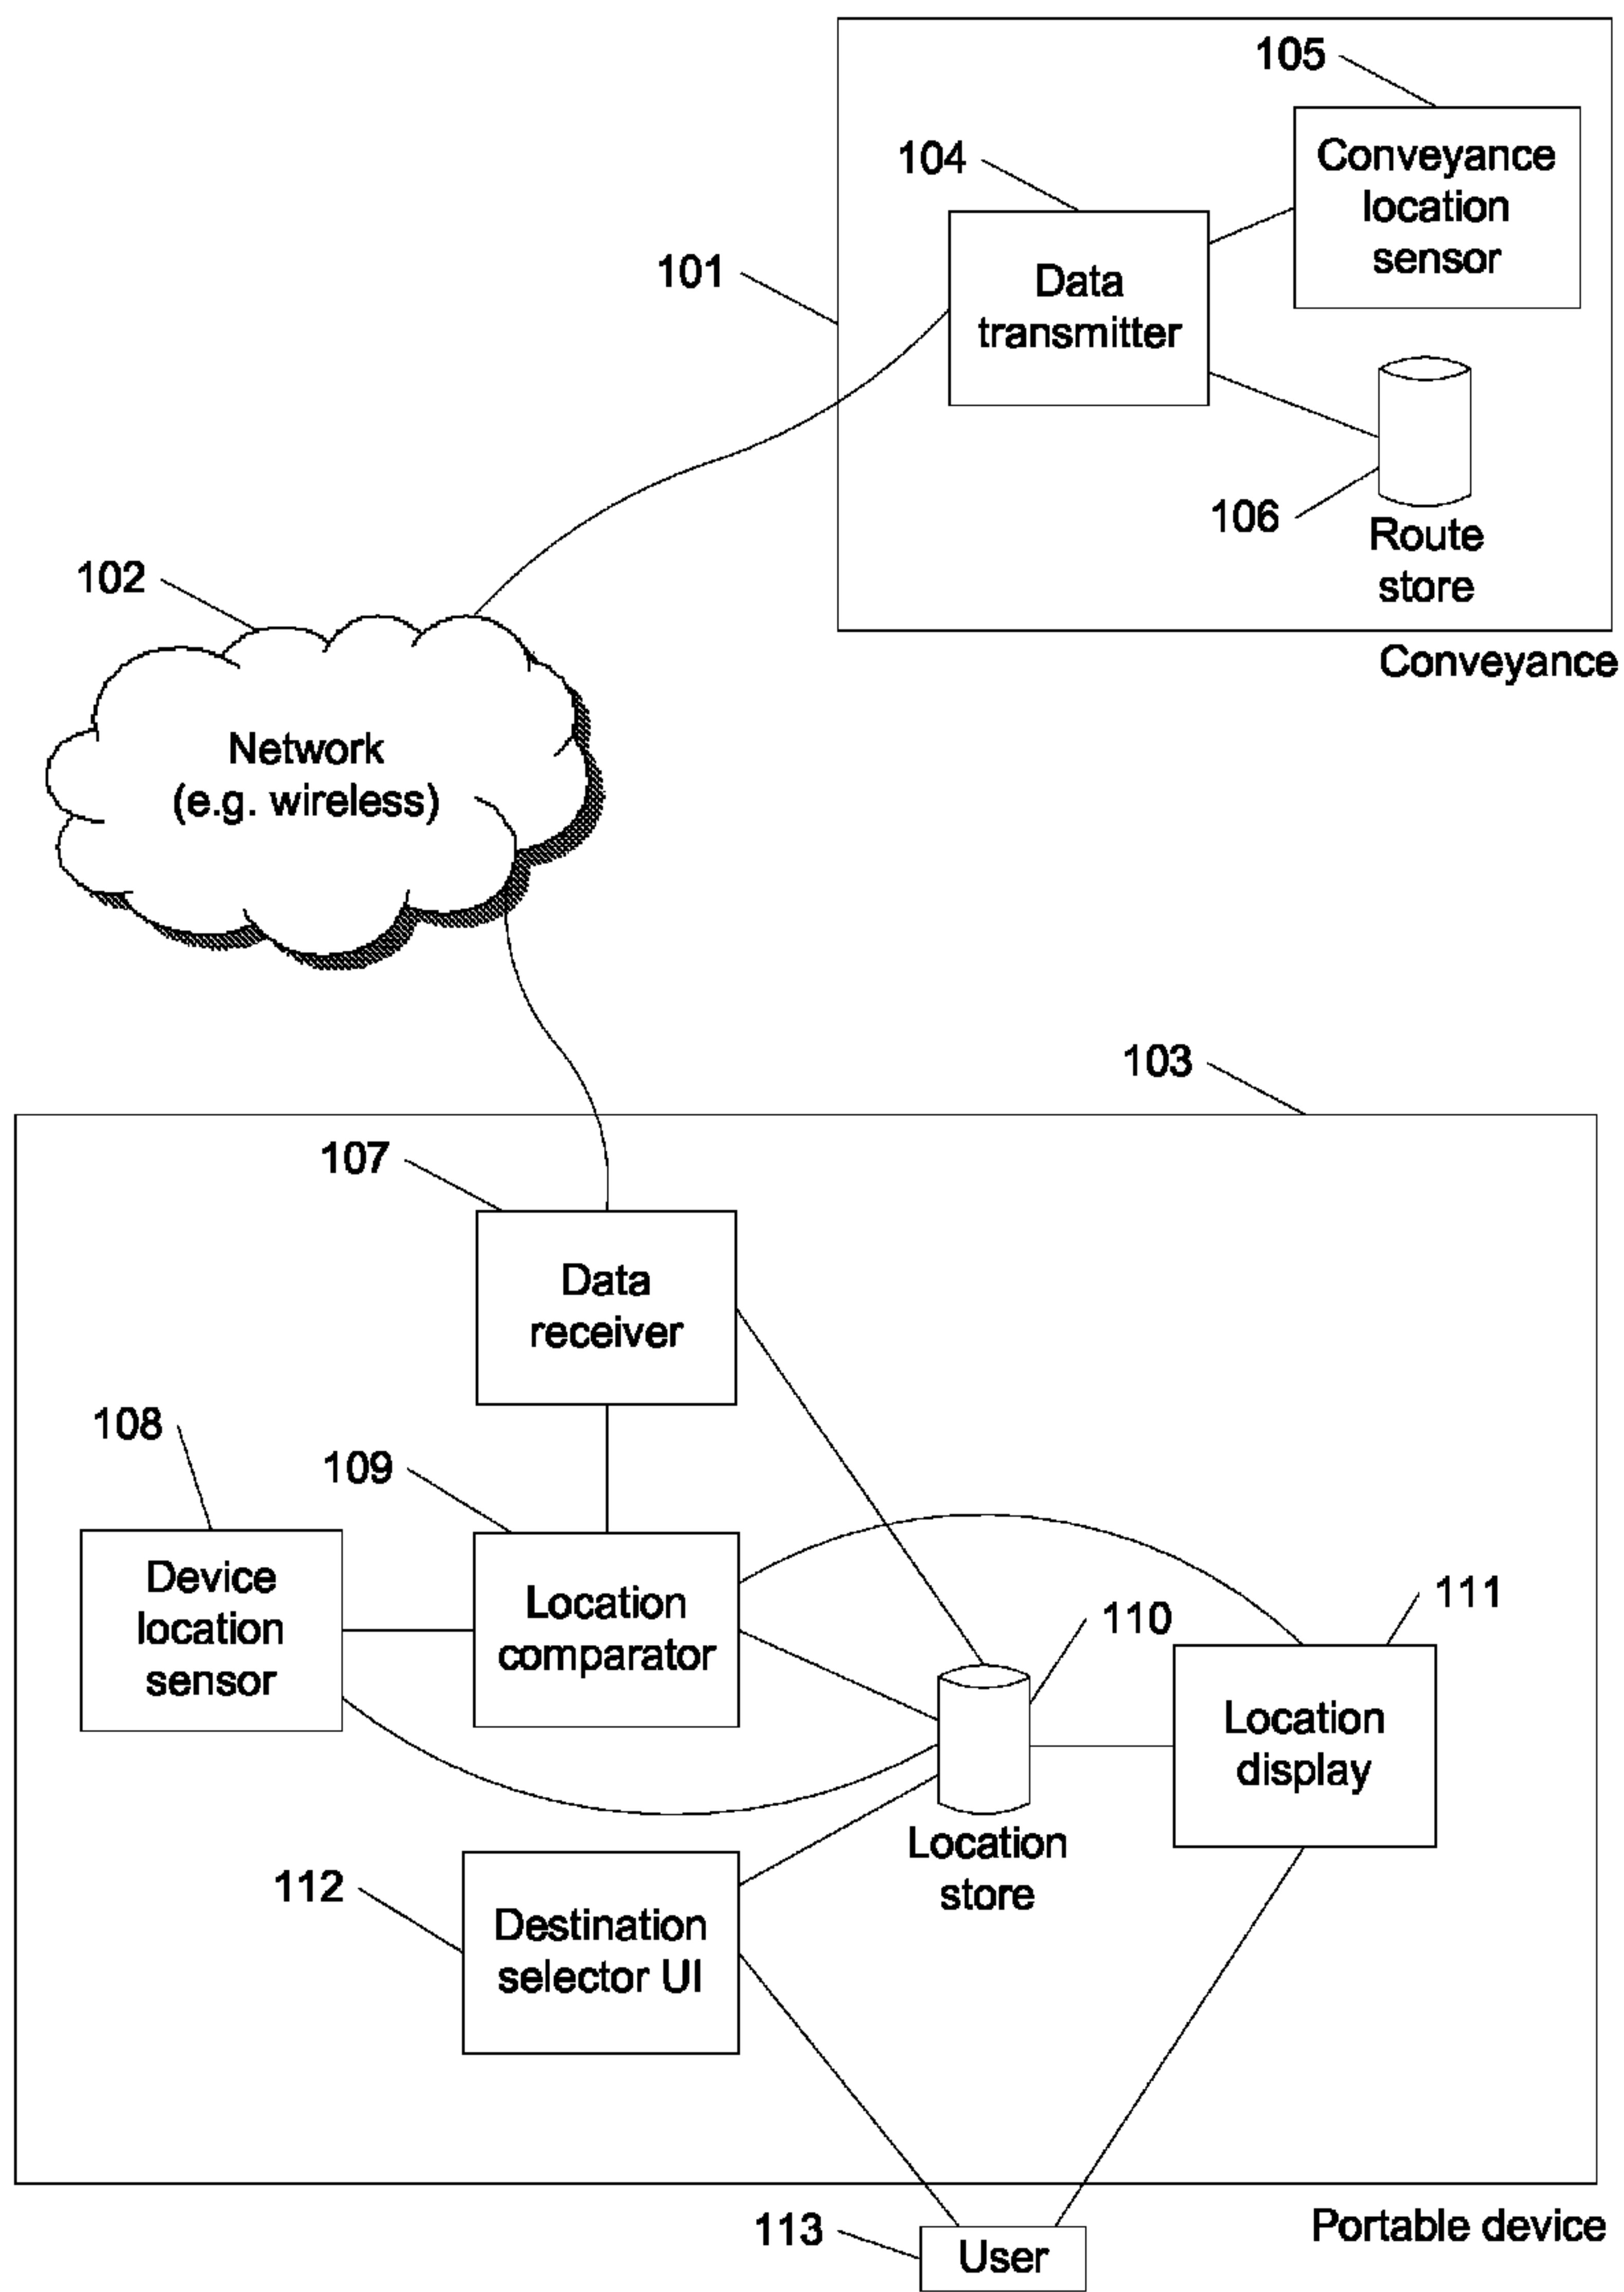 105
Conveyance
location
sensor
104
Data
transmitter
101
106
Route
store
Conveyance
102
Network
(e.g. wireless)
103
107
Data
receiver
108
109
Device
location
sensor
Location
comparator
110
111
Location
display
Location
store
112
Destination
selector UI
Portable device
113
User